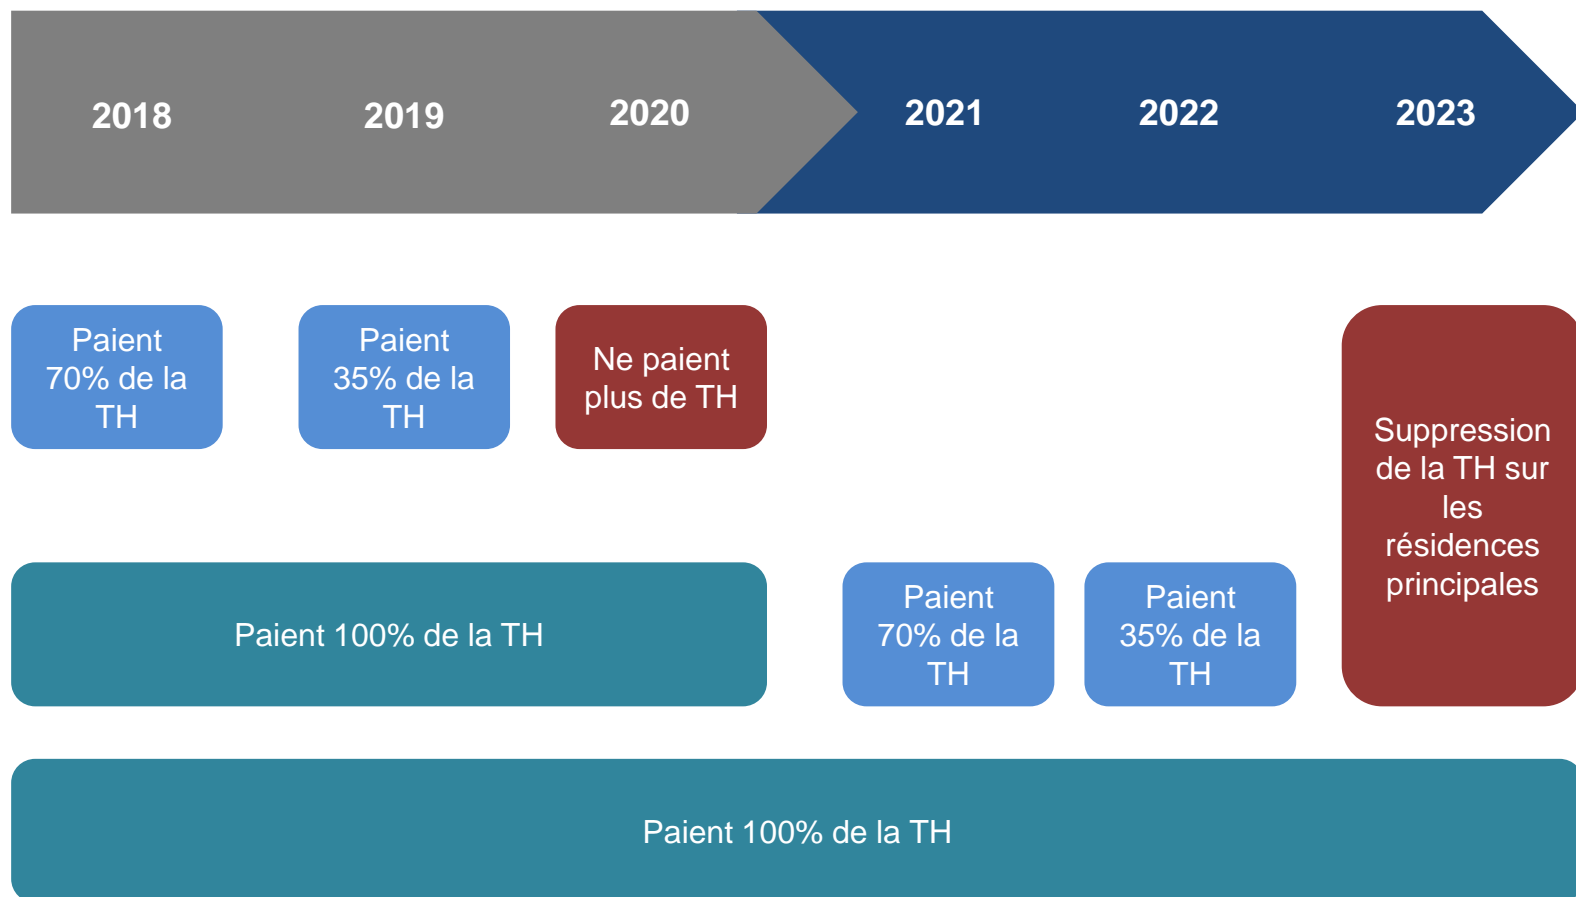 2018
2019
2020
2021
2022
2023
Paient
70% de la
TH
Paient
35% de la
TH
Ne paient
plus de TH
Suppression
de la TH sur
les
résidences
principales
Paient 100% de la TH
Paient
70% de la
TH
Paient
35% de la
TH
Paient 100% de la TH